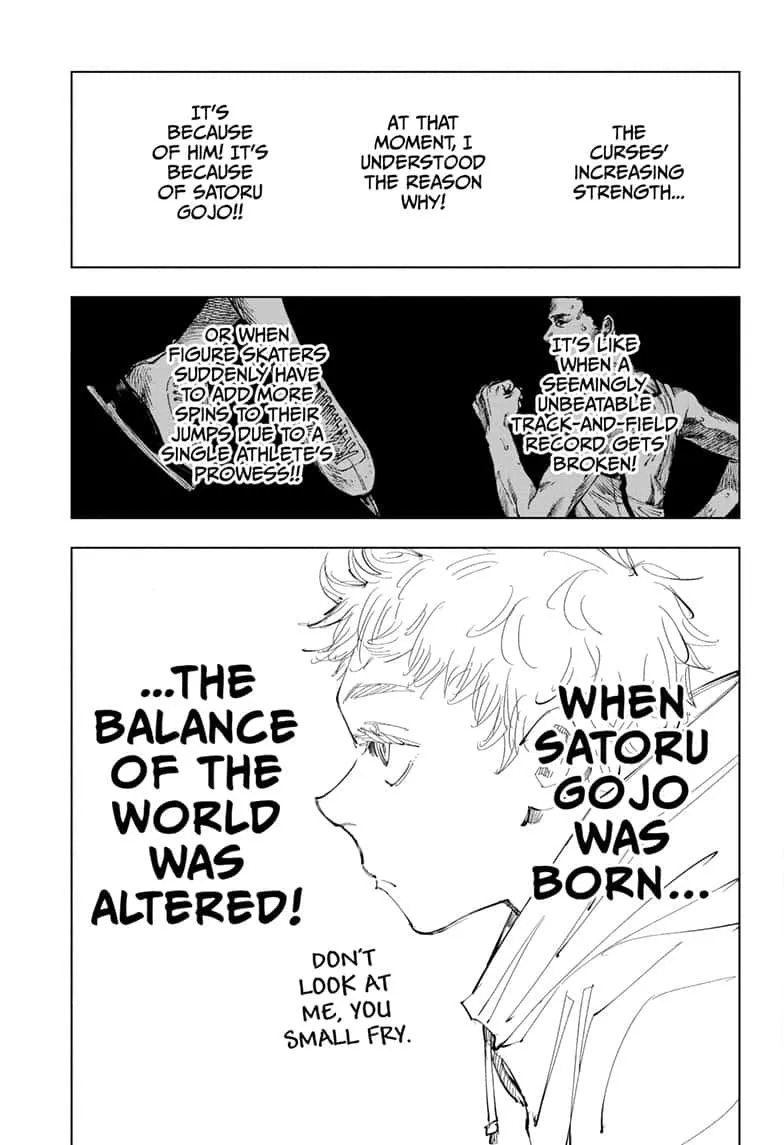 THE
CURSES'
INCREASING
STRENGTH...
AT THAT
MOMENT, I
UNDERSTOOD
THE REASON
WHY!
IT'S
BECAUSE
OF HIM! IT'S
BECAUSE
OF SATORU
GOJO!!
IT'S LIKE
WHEN A
SEEMINGLY
UNBEATABLE
TRACK-AND-FIELD
RECORD GETS
BROKEN!
OR WHEN
FIGURE SKATERS
SUDDENLY HAVE
TO ADD MORE
SPINS TO THEIR
JUMPS DUE TO A
SINGLE ATHLETE'S
PROWESS!!
WHEN
SATORU
GOJO
WAS
BORN...
...THE
BALANCE
OF THE
WORLD
WAS
ALTERED!
DON'T
LOOK AT
ME, YOU
SMALL FRY.